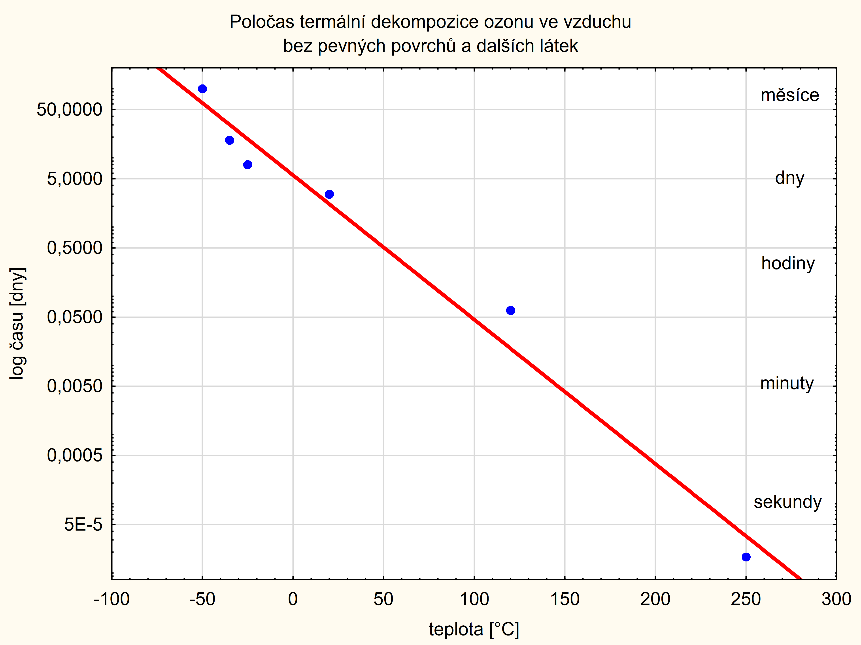 Poločas termální dekompozice ozonu ve vzduchu
bez pevných povrchů a dalších látek
log času [dny]
50,0000
5,0000
0,5000
0,0500
0,0050
0,0005
5E-5
měsíce
dny
hodiny
minuty
sekundy
-100 -50 0 50 100 150 200 250 300
teplota [°C]